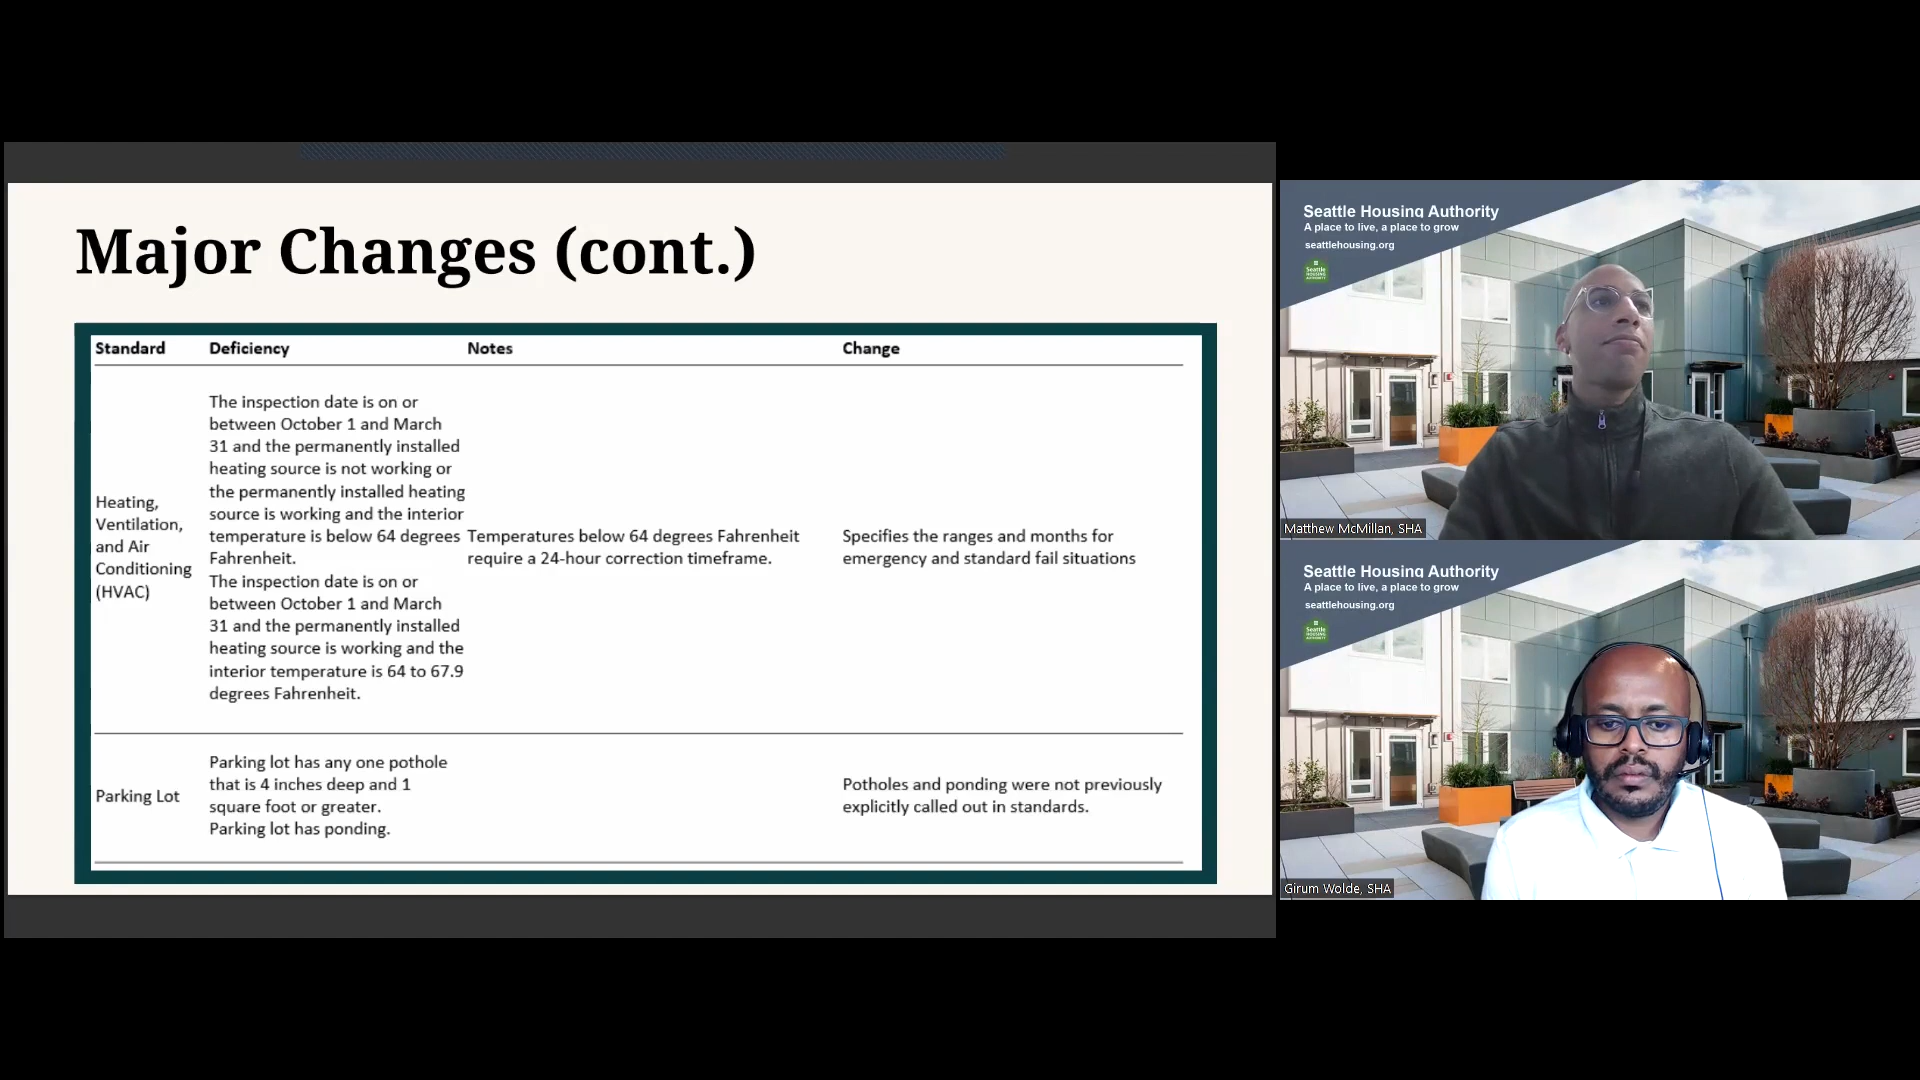 Major Changes (cont.)
Standard Deficiency Notes Change
Heating,
Ventilation,
and Air
Conditioning
(HVAC)
The inspection date is on or
between October 1 and March
31 and the permanently installed
heating source is not working or
the permanently installed heating
source is working and the interior
temperature is below 64 degrees
Fahrenheit.
The inspection date is on or
between October 1 and March
31 and the permanently installed
heating source is working and the
interior temperature is 64 to 67.9
degrees Fahrenheit.
Temperatures below 64 degrees Fahrenheit
require a 24-hour correction timeframe.
Specifies the ranges and months for
emergency and standard fail situations
Parking Lot
Parking lot has any one pothole
that is 4 inches deep and 1
square foot or greater.
Parking lot has ponding.
Potholes and ponding were not previously
explicitly called out in standards.
Seattle Housing Authority
A place to live, a place to grow
seattlehousing.org
Seattle
HOUSING
AUTHORITY
Matthew McMillan, SHA
Seattle Housing Authority
A place to live, a place to grow
seattlehousing.org
Seattle
HOUSING
AUTHORITY
Girum Wolde, SHA